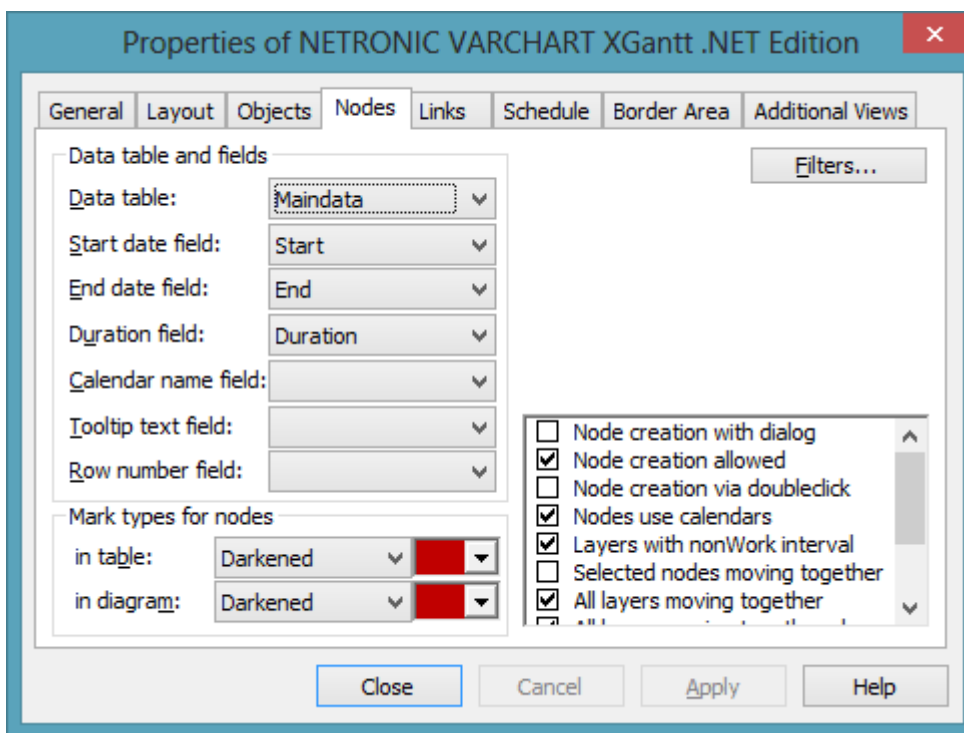 Properties of NETRONIC VARCHART XGantt .NET Edition
General Layout Objects Nodes Links Schedule Border Area Additional Views
Data table and fields
Filters...
Data table: Maindata
Start date field: Start
End date field: End
Duration field: Duration
Calendar name field:
Tooltip text field:
Row number field:
Node creation with dialog
Node creation allowed
Node creation via doubleclick
Nodes use calendars
Layers with nonWork interval
Selected nodes moving together
All layers moving together
Mark types for nodes
in table: Darkened
in diagram: Darkened
Close Cancel Apply Help